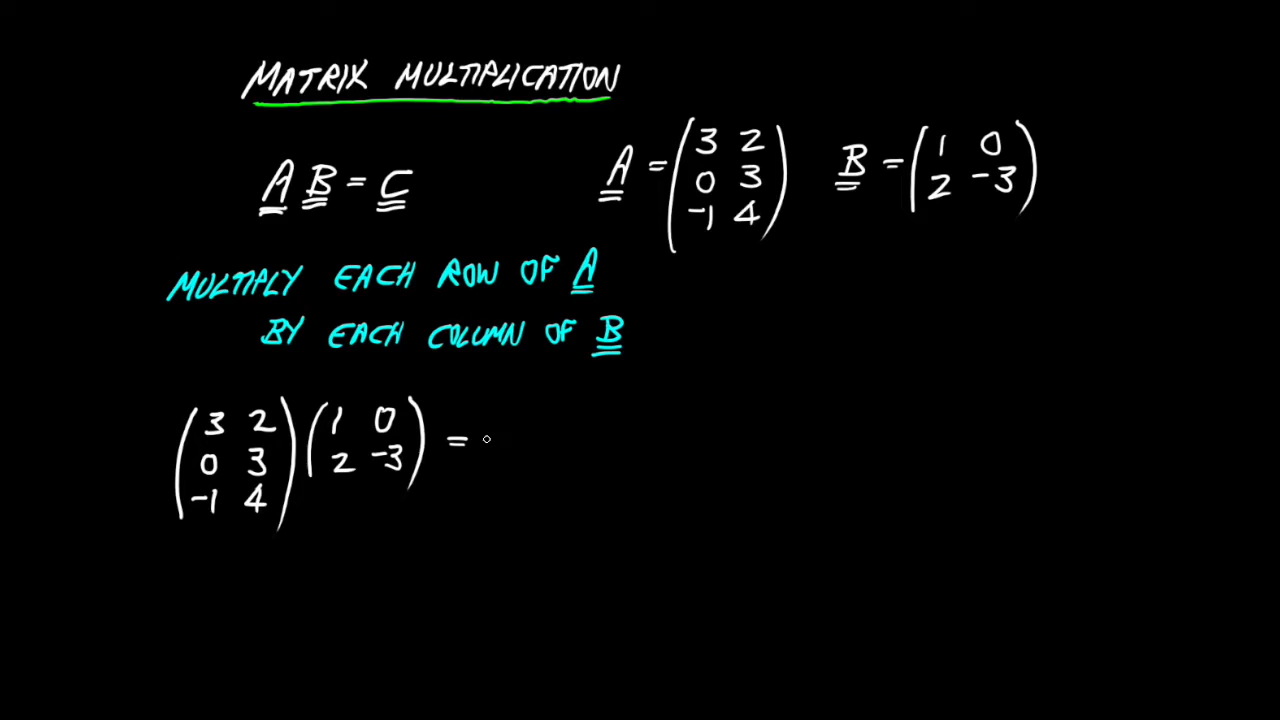 MATRIX MULTIPLICATION
A B = C
A = (3 2
0 3
-1 4)
B = (1 0
2 -3)
MULTIPLY EACH ROW OF A
BY EACH COLUMN OF B
(3 2
0 3
-1 4)
(1 0
2 -3) =